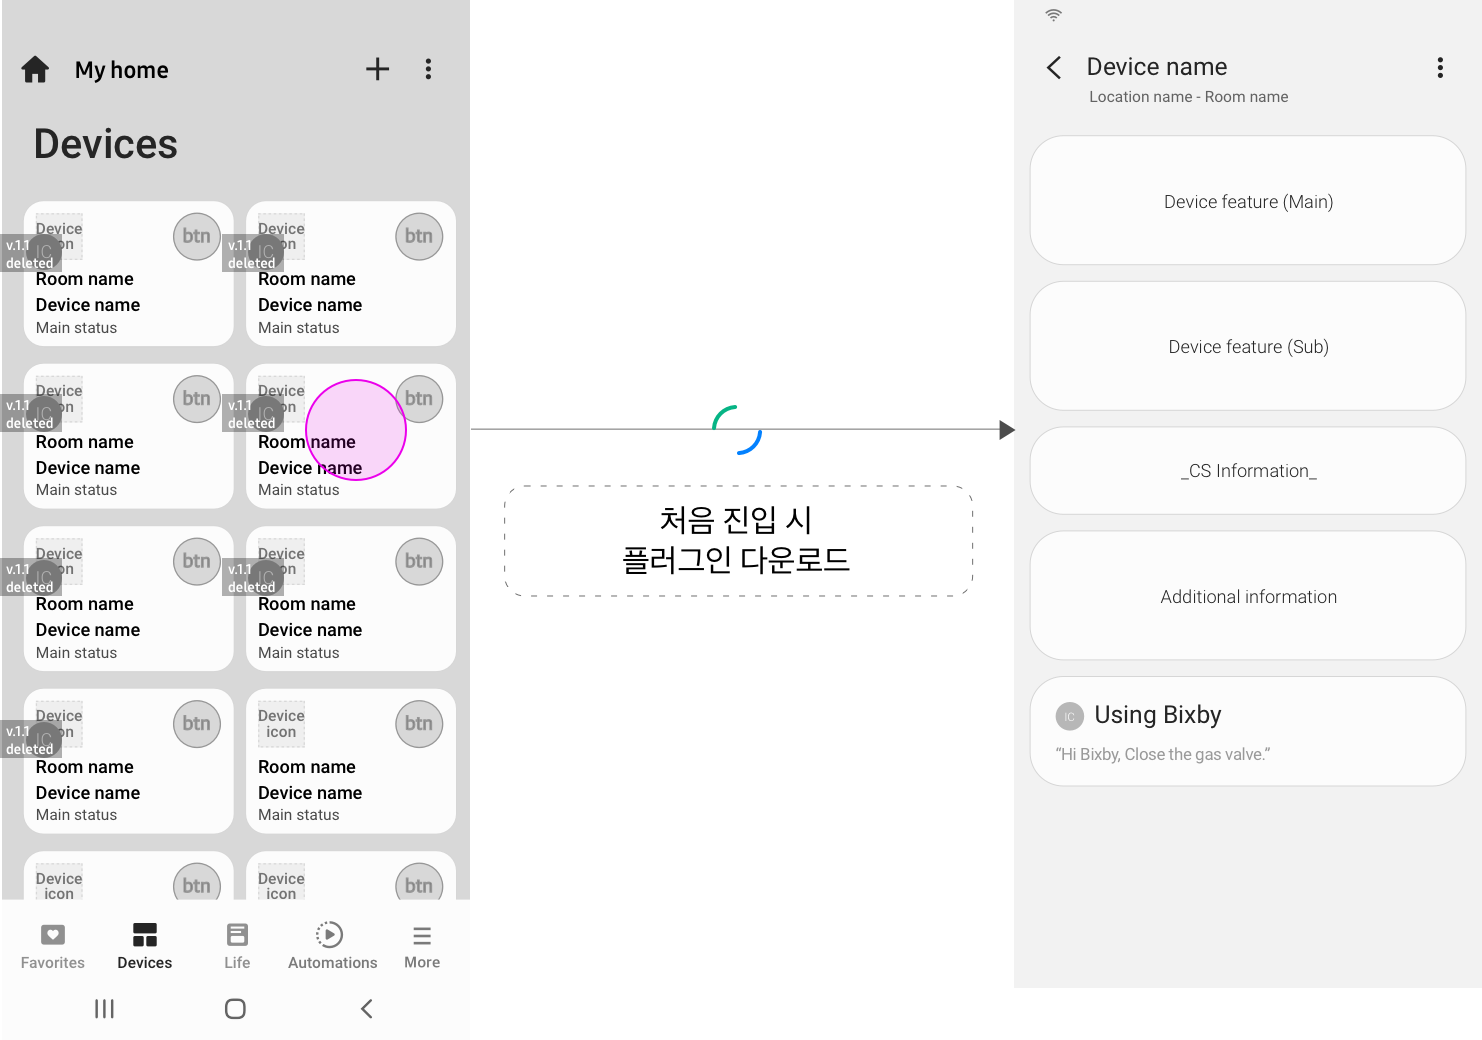 My home
Devices
Device
btn
Device
btn
v.1.1
on
IC
v.1.1
on
IC
deleted
deleted
Room name
Room name
Device name
Device name
Main status
Main status
Device
btn
Device
btn
v.1.1
on
IC
v.1.1
on
IC
deleted
deleted
Room name
Room name
Device name
Device name
Main status
Main status
Device
btn
Device
btn
v.1.1
on
IC
v.1.1
on
IC
deleted
deleted
Room name
Room name
Device name
Device name
Main status
Main status
Device
btn
Device
icon
btn
v.1.1
on
IC
deleted
Room name
Room name
Device name
Device name
Main status
Main status
Device
icon
btn
Device
icon
btn
Favorites
Devices
Life
Automations
More
처음 진입 시
플러그인 다운로드
Device name
Location name - Room name
Device feature (Main)
Device feature (Sub)
_CS Information_
Additional information
IC
Using Bixby
“Hi Bixby, Close the gas valve.”